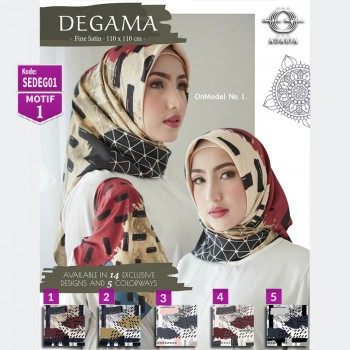 DEGAMA
- Fine Satin - 110 x 110 cm -
Kode:
SEDEG01
MOTIF
1
OnModel No 1.
AVAILABLE IN 14 EXCLUSIVE
DESIGNS AND 5 COLORWAYS
1 2 3 4 5